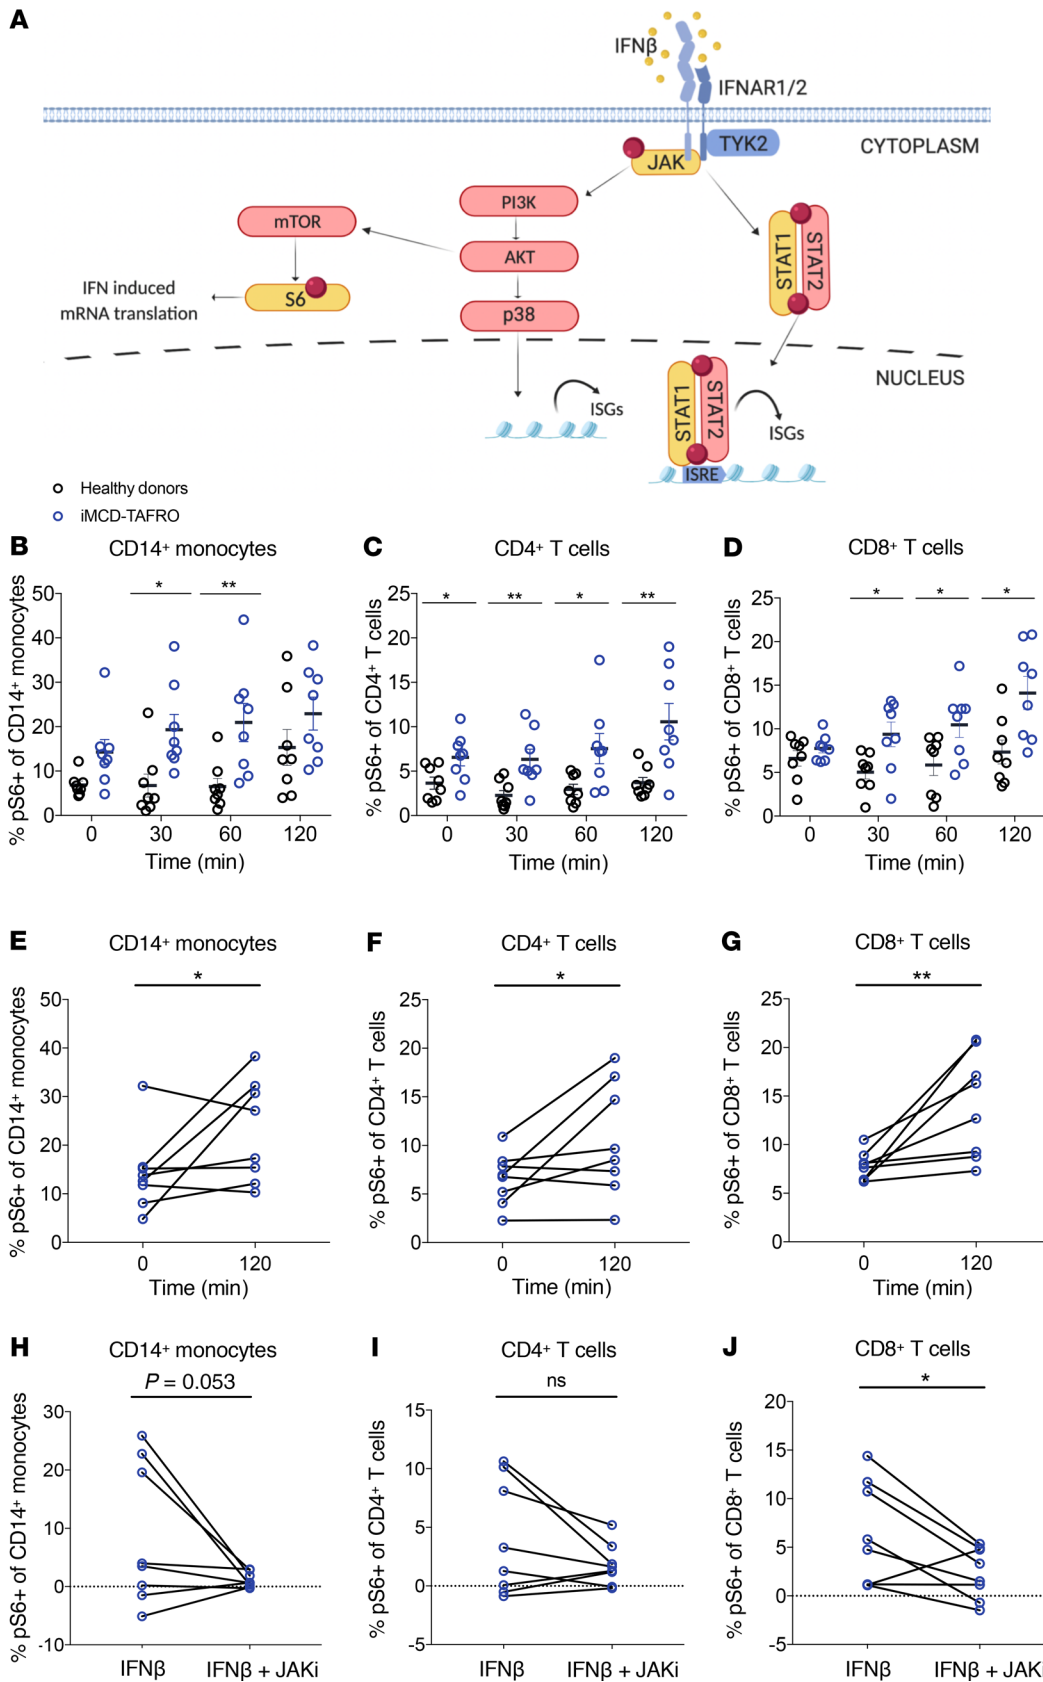 A
IFNβ
IFNAR1/2
TYK2
CYTOPLASM
JAK
PI3K
mTOR
AKT
STAT1
STAT2
IFN induced
mRNA translation
S6
p38
NUCLEUS
ISGs
STAT1
STAT2
ISGs
ISRE
Healthy donors
iMCD-TAFRO
B
CD14+ monocytes
% pS6+ of CD14+ monocytes
50
40
30
20
10
0
* **
0 30 60 120
Time (min)
C
CD4+ T cells
% pS6+ of CD4+ T cells
25
20
15
10
5
0
* ** * **
0 30 60 120
Time (min)
D
CD8+ T cells
% pS6+ of CD8+ T cells
25
20
15
10
5
0
* * *
0 30 60 120
Time (min)
E
CD14+ monocytes
% pS6+ of CD14+ monocytes
50
40
30
20
10
0
*
0 120
Time (min)
F
CD4+ T cells
% pS6+ of CD4+ T cells
25
20
15
10
5
0
*
0 120
Time (min)
G
CD8+ T cells
% pS6+ of CD8+ T cells
25
20
15
10
5
0
**
0 120
Time (min)
H
CD14+ monocytes
P = 0.053
% pS6+ of CD14+ monocytes
30
20
10
0
-10
IFNβ IFNβ + JAKi
I
CD4+ T cells
ns
% pS6+ of CD4+ T cells
15
10
5
0
-5
IFNβ IFNβ + JAKi
J
CD8+ T cells
*
% pS6+ of CD8+ T cells
20
15
10
5
0
-5
IFNβ IFNβ + JAKi